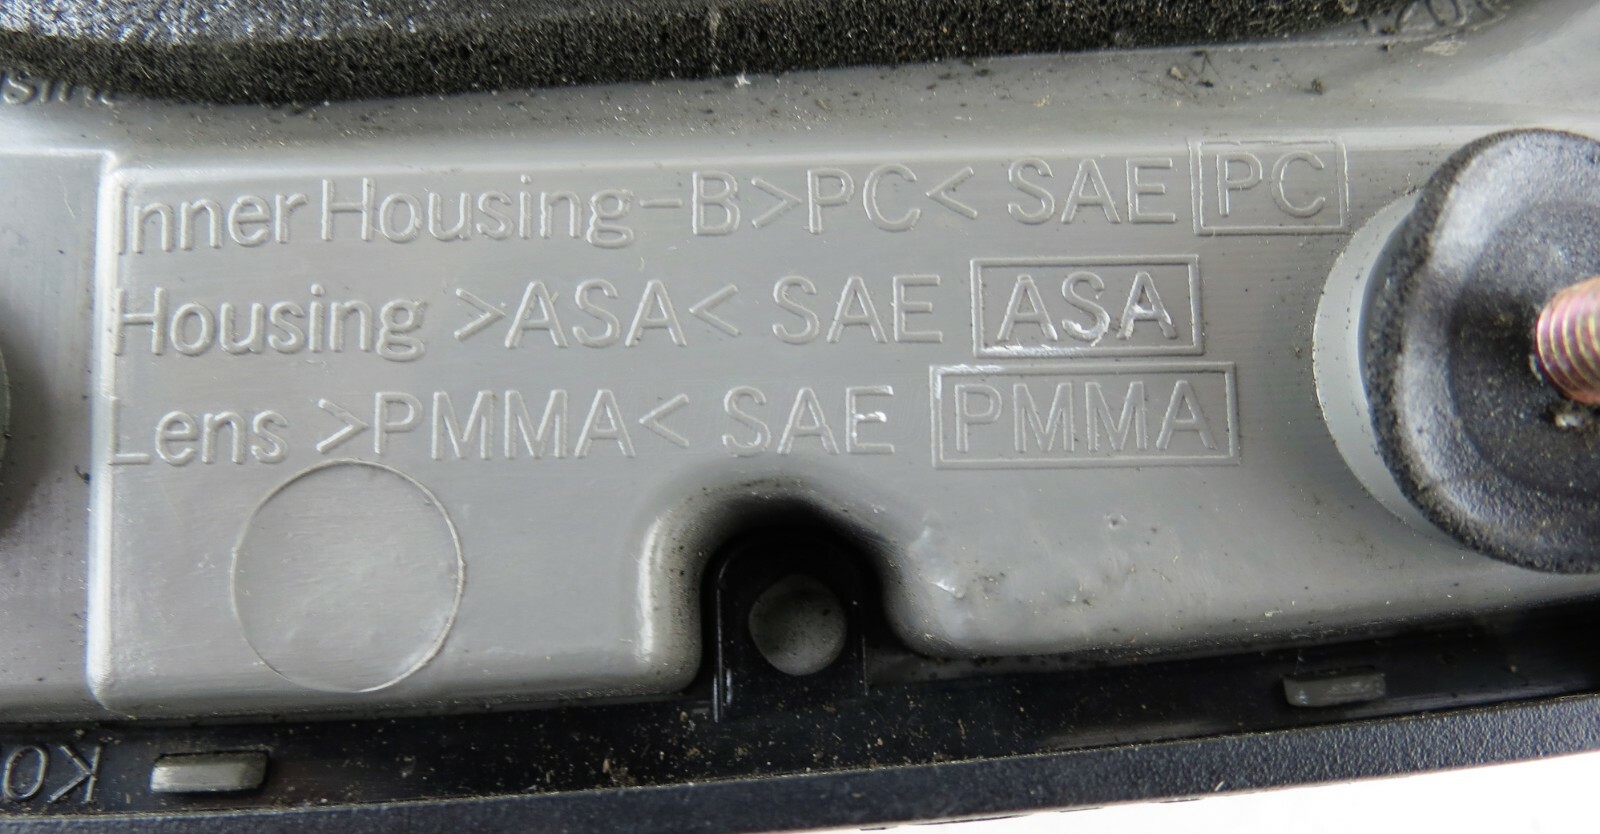 Inner Housing-B >PC< SAE PC
Housing >ASA< SAE ASA
Lens >PMMA< SAE PMMA